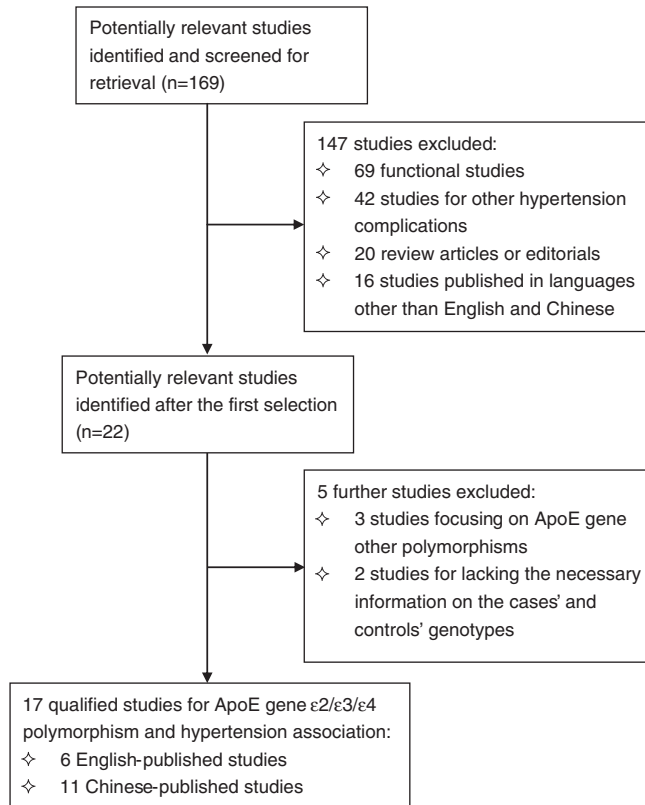 Potentially relevant studies
identified and screened for
retrieval (n=169)
147 studies excluded:
✧ 69 functional studies
✧ 42 studies for other hypertension
complications
✧ 20 review articles or editorials
✧ 16 studies published in languages
other than English and Chinese
Potentially relevant studies
identified after the first selection
(n=22)
5 further studies excluded:
✧ 3 studies focusing on ApoE gene
other polymorphisms
✧ 2 studies for lacking the necessary
information on the cases’ and
controls’ genotypes
17 qualified studies for ApoE gene ε2/ε3/ε4
polymorphism and hypertension association:
✧ 6 English-published studies
✧ 11 Chinese-published studies